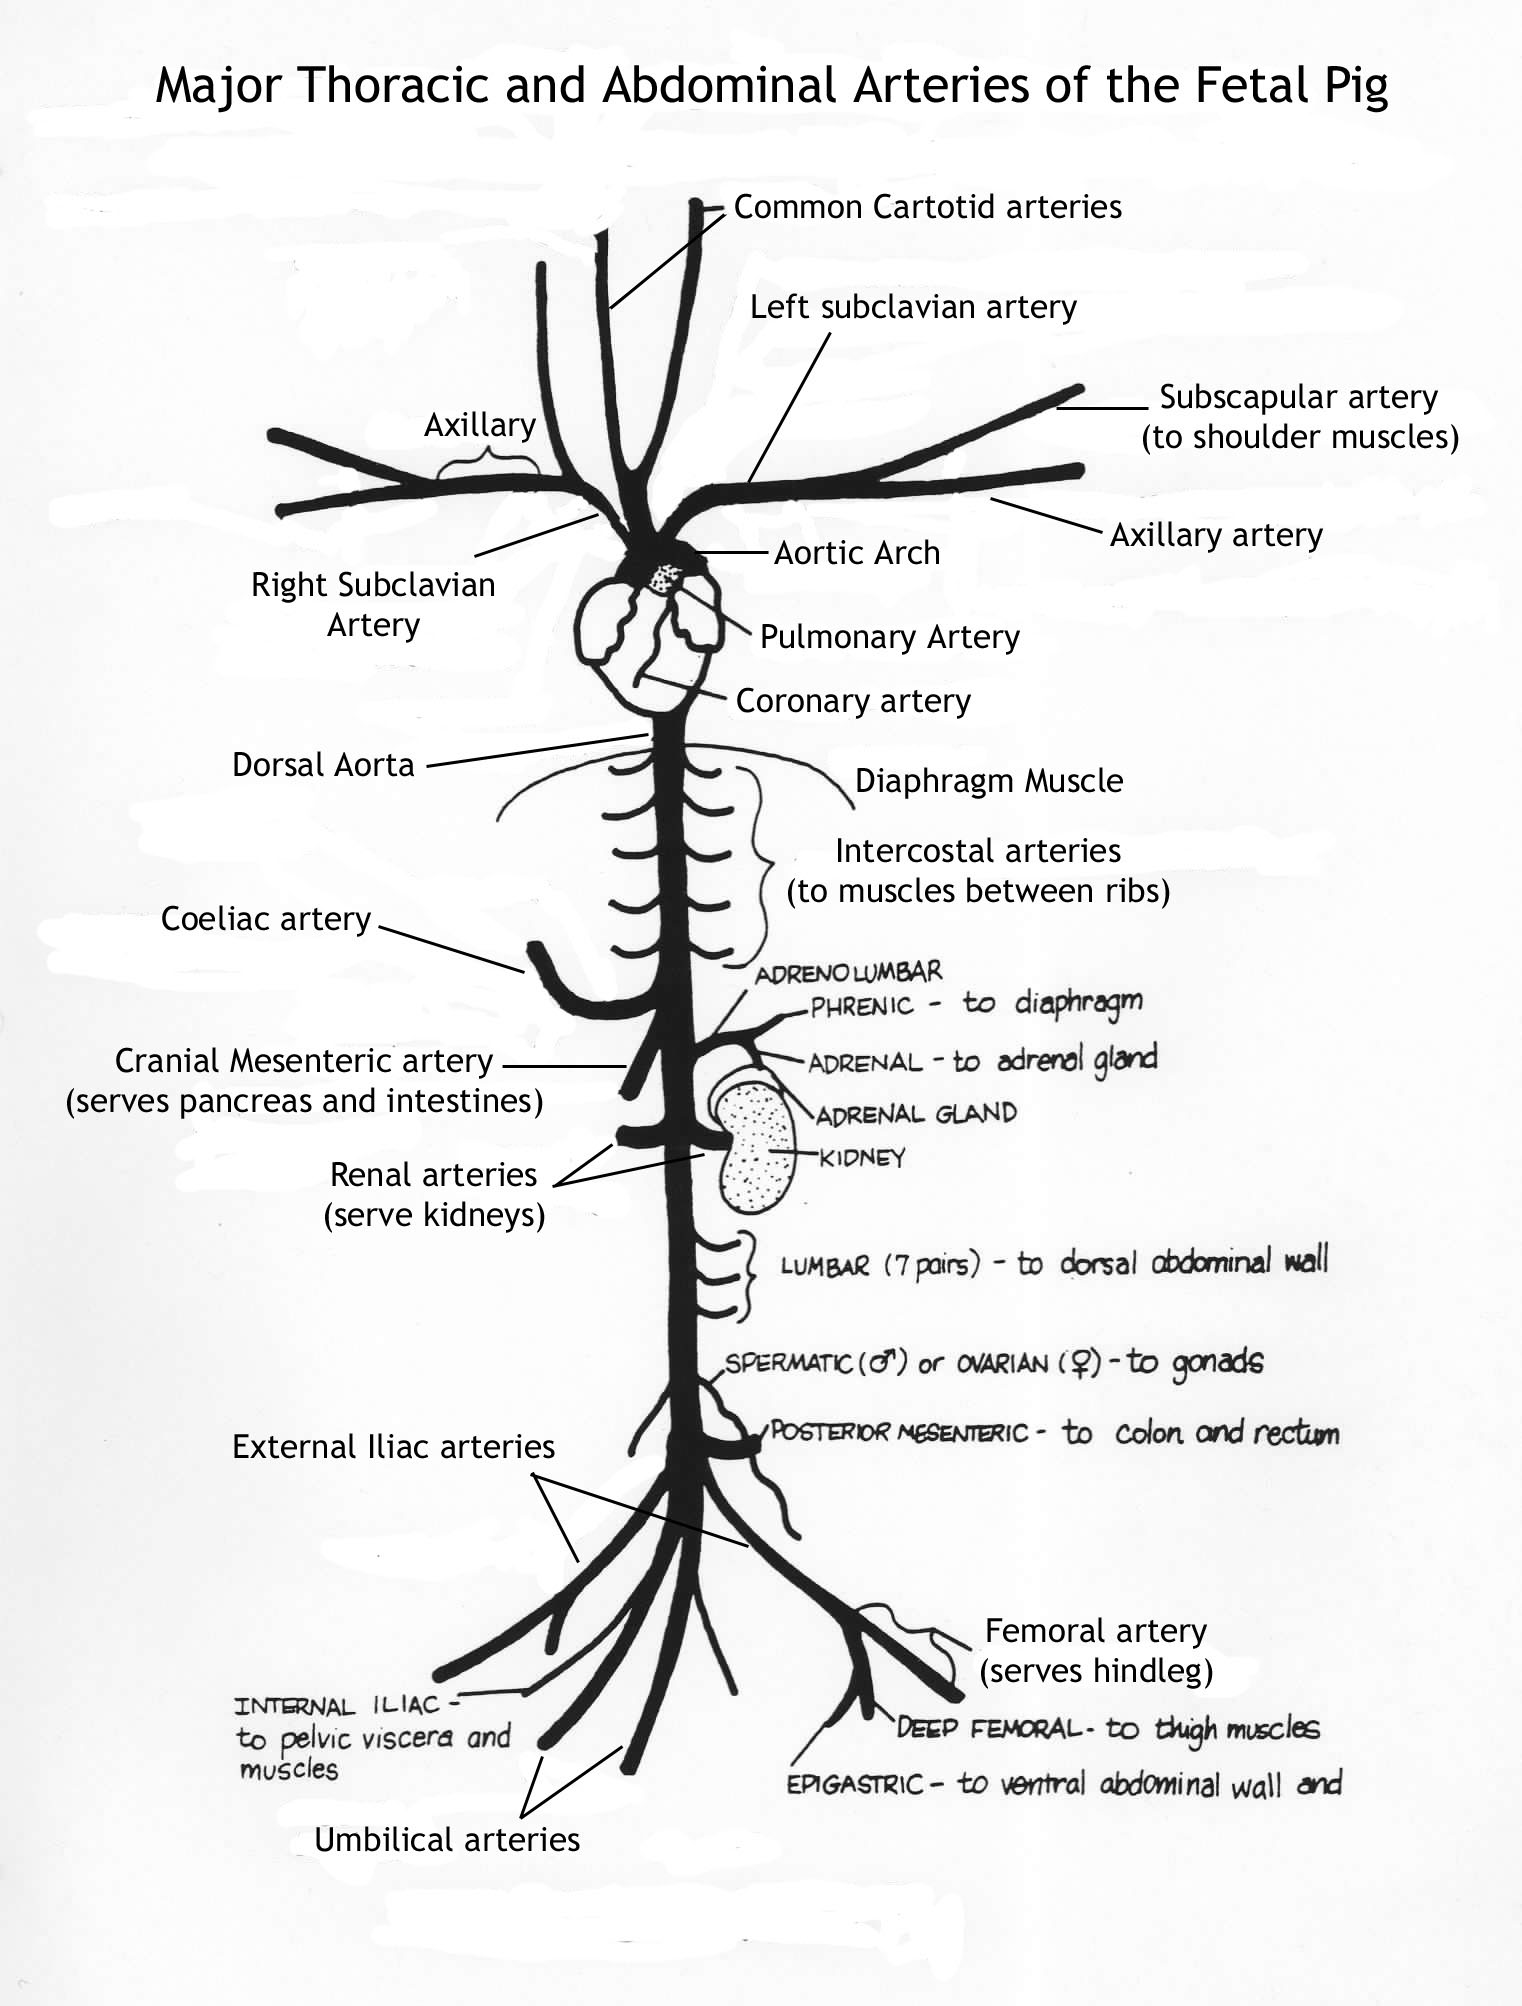 Major Thoracic and Abdominal Arteries of the Fetal Pig
Common Cartotid arteries
Left subclavian artery
Subscapular artery
(to shoulder muscles)
Axillary
Axillary artery
Aortic Arch
Right Subclavian
Artery
Pulmonary Artery
Coronary artery
Dorsal Aorta
Diaphragm Muscle
Intercostal arteries
(to muscles between ribs)
Coeliac artery
ADRENOLUMBAR
PHRENIC - to diaphragm
Cranial Mesenteric artery
(serves pancreas and intestines)
ADRENAL - to adrenal gland
ADRENAL GLAND
KIDNEY
Renal arteries
(serve kidneys)
LUMBAR (7 pairs) - to dorsal abdominal wall
SPERMATIC (♂) or OVARIAN (♀) - to gonads
POSTERIOR MESENTERIC - to colon and rectum
External Iliac arteries
Femoral artery
(serves hindleg)
INTERNAL ILIAC -
to pelvic viscera and
muscles
DEEP FEMORAL - to thigh muscles
EPIGASTRIC - to ventral abdominal wall and
Umbilical arteries